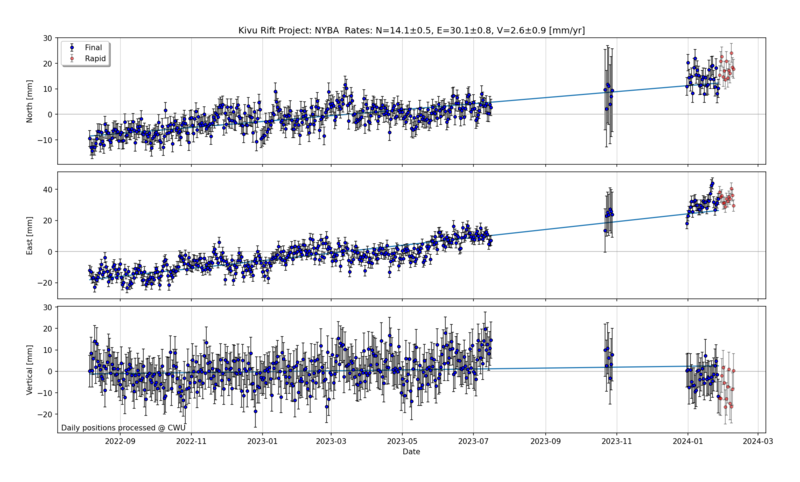 Kivu Rift Project: NYBA Rates: N=14.1±0.5, E=30.1±0.8, V=2.6±0.9 [mm/yr]
Final
Rapid
North [mm]
30
20
10
0
−10
East [mm]
40
20
0
−20
Vertical [mm]
30
20
10
0
−10
−20
Daily positions processed @ CWU
2022-09 2022-11 2023-01 2023-03 2023-05 2023-07 2023-09 2023-11 2024-01 2024-03
Date